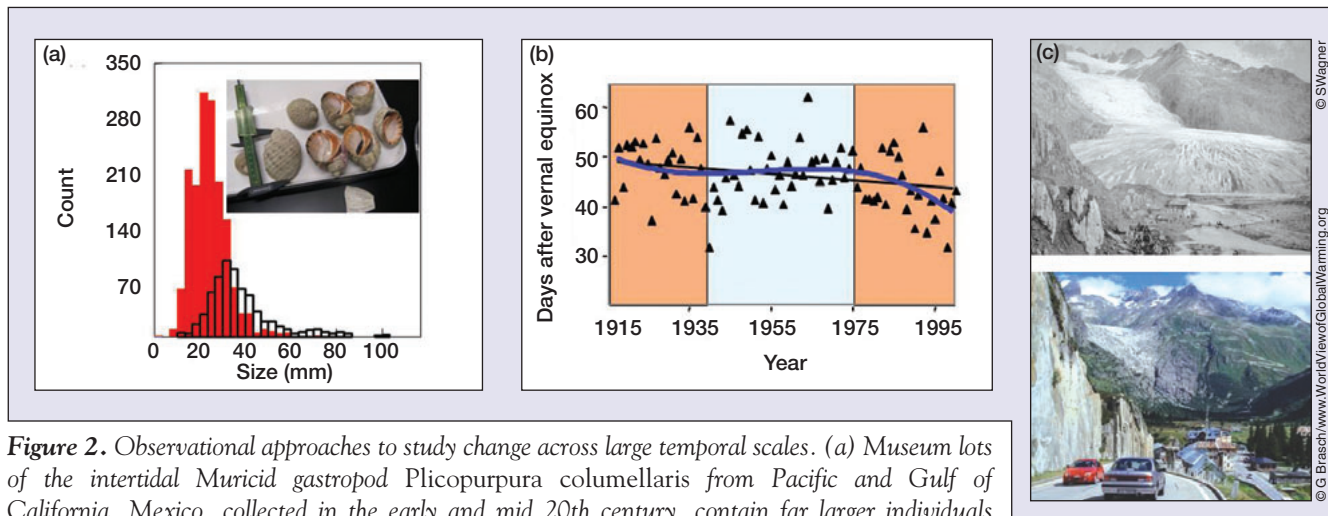 (a)
350
280
210
140
70
Count
0 20 40 60 80 100
Size (mm)
(b)
60
50
40
30
Days after vernal equinox
1915 1935 1955 1975 1995
Year
(c)
© SWagner
© G Brasch/www.WorldViewofGlobalWarming.org
Figure 2. Observational approaches to study change across large temporal scales. (a) Museum lots
of the intertidal Muricid gastropod Plicopurpura columellaris from Pacific and Gulf of
California, Mexico, collected in the early and mid 20th century, contain far larger individuals